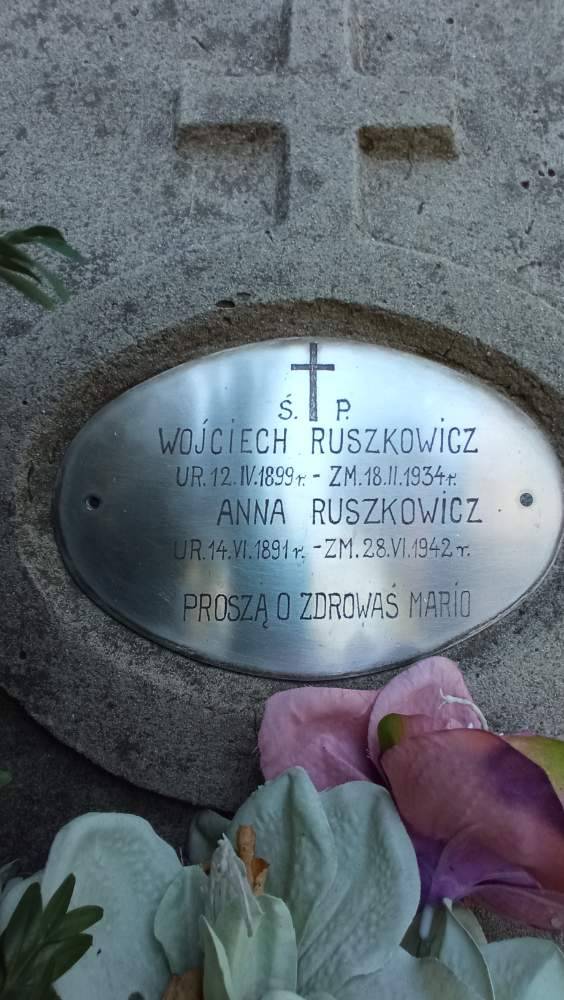 Ś. P.
WOJCIECH RUSZKOWICZ
UR. 12. IV. 1899 r. - ZM. 18. II. 1934 r.
ANNA RUSZKOWICZ
UR. 14. VI. 1891 r. - ZM. 28. VI. 1942 r.
PROSZĄ O ZDROWAŚ MARIO